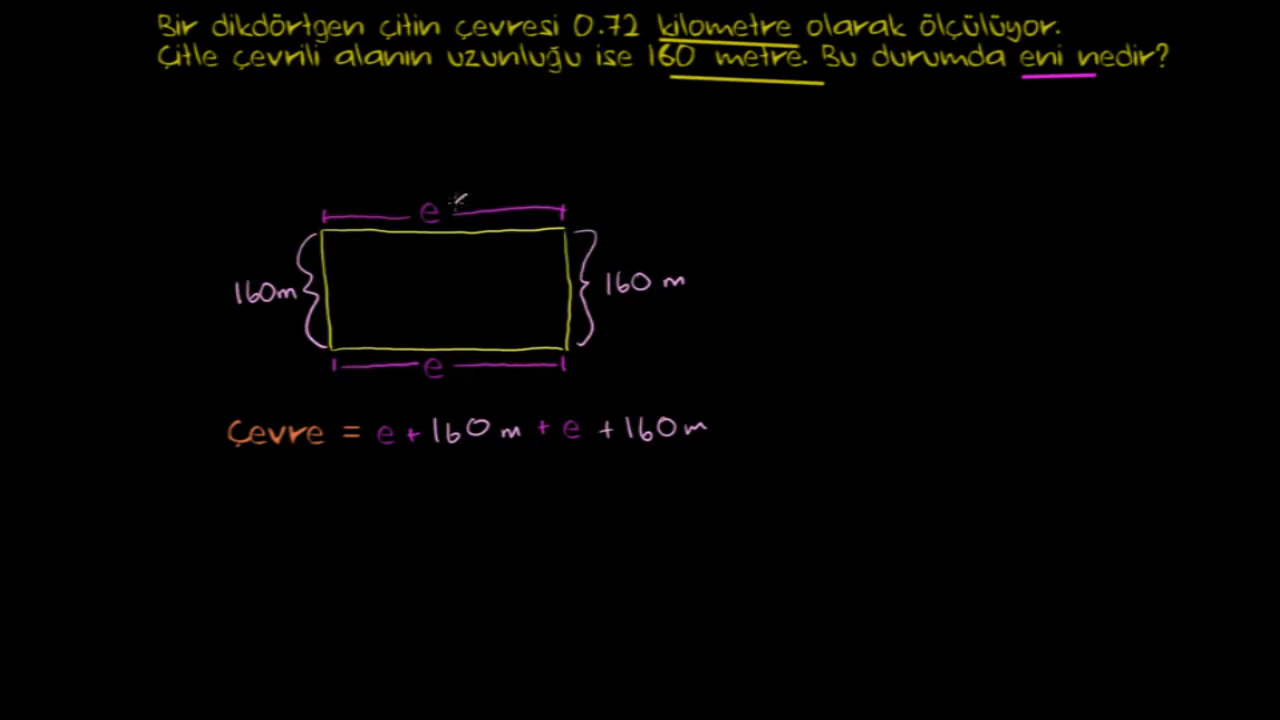 Bir dikdörtgen çitin çevresi 0.72 kilometre olarak ölçülüyor.
Çitle çevrili alanın uzunluğu ise 160 metre. Bu durumda eni nedir?
e
160m
160 m
e
Çevre = e + 160 m + e + 160 m